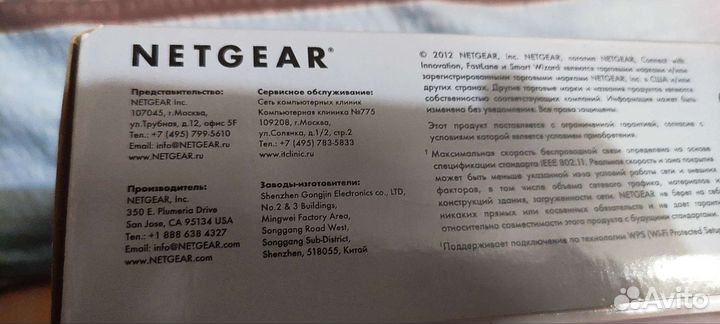 NETGEAR®
Представительство:
NETGEAR Inc.
107045, г.Москва,
ул.Трубная, д.12, офис 5F
Тел.: +7 (495) 799-5610
Email: info@NETGEAR.ru
www.NETGEAR.ru
Сервисное обслуживание:
Сеть компьютерных клиник
Компьютерная клиника №775
109208, г.Москва,
ул.Солянка, д.1/2, стр.2
Тел.: +7 (495) 783-5833
www.itclinic.ru
Производитель:
NETGEAR, Inc.
350 E. Plumeria Drive
San Jose, CA 95134 USA
Тел.: +1 888 638 4327
Email: info@NETGEAR.com
www.NETGEAR.com
Заводы-изготовители:
Shenzhen Gongjin Electronics co., LTD,
No.2 & 3 Buildings,
Mingwei Factory Area,
Songgang Road West,
Songgang Sub-District,
Shenzhen, 518055, Китай
© 2012 NETGEAR, Inc. NETGEAR, логотип NETGEAR, Connect with
Innovation, FastLane и Smart Wizard являются торговыми марками и/или
зарегистрированными торговыми марками NETGEAR, Inc. в США и/или
других странах. Другие торговые марки и названия продуктов являются
собственностью соответствующих компаний. Информация может быть
изменена без уведомления. Все права защищены.
Этот продукт поставляется с ограниченной гарантией, согласие с
условиями которой является условием приобретения.
¹ Максимальная скорость беспроводной связи определена на основе
спецификации стандарта IEEE 802.11. Реальная скорость и зона покрытия
может быть меньше указанной из-за условий работы сети и внешних
факторов, в том числе объема сетевого трафика, материалов и
конструкций здания, загруженности сети. NETGEAR не берет на себя
никаких прямых или косвенных обязательств и не дает гарантий
относительно совместимости этого продукта с будущими стандартами.
Поддерживает подключение по технологии WPS (Wi-Fi Protected Setup
Avito